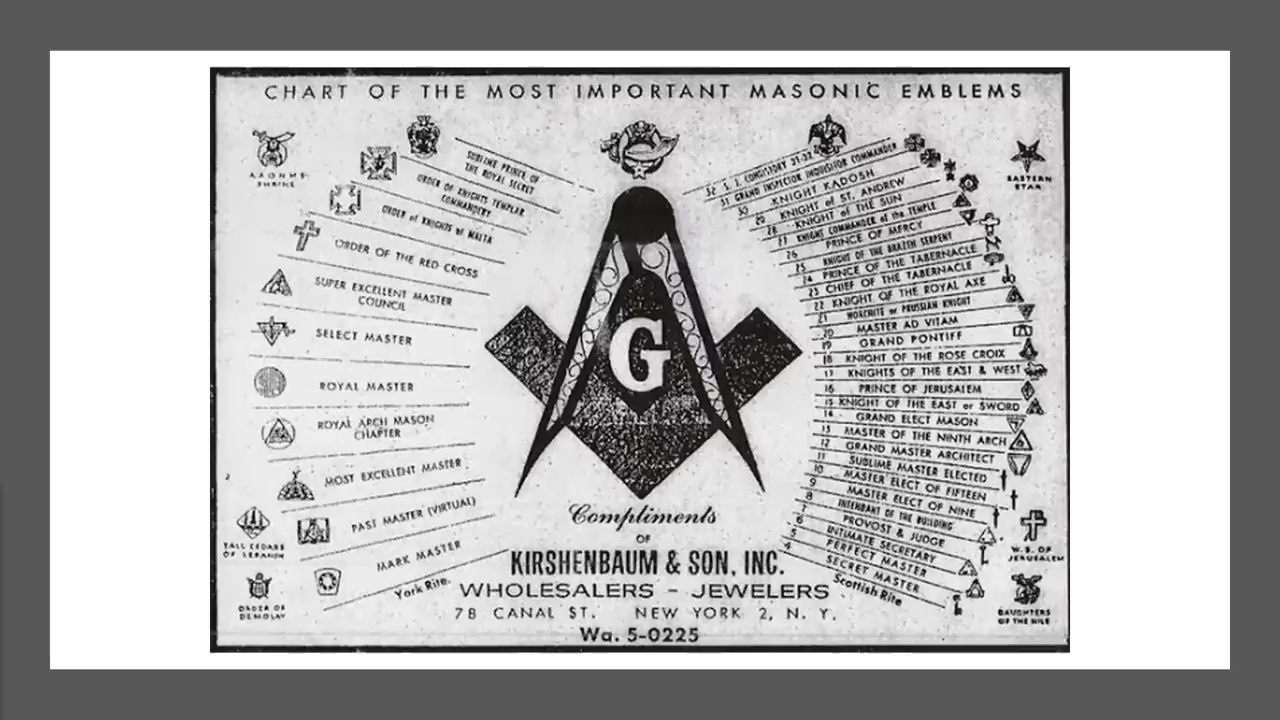 CHART OF THE MOST IMPORTANT MASONIC EMBLEMS
A.A.O.N.M.S.
SHRINE
SUBLIME PRINCE OF
THE ROYAL SECRET
ORDER OF KNIGHTS TEMPLAR
COMMANDERY
ORDER of KNIGHTS of MALTA
ORDER OF THE RED CROSS
SUPER EXCELLENT MASTER
COUNCIL
SELECT MASTER
ROYAL MASTER
ROYAL ARCH MASON
CHAPTER
MOST EXCELLENT MASTER
PAST MASTER (VIRTUAL)
MARK MASTER
York Rite.
TALL CEDARS
OF LEBANON
ORDER OF
DEMOLAY
G
Compliments
OF
KIRSHENBAUM & SON, INC.
WHOLESALERS - JEWELERS
78 CANAL ST. NEW YORK 2, N. Y.
Wa. 5-0225
32 S. J. CONSISTORY 31-32
31 GRAND INSPECTOR INQUISITOR COMMANDER
30 KNIGHT KADOSH
29 KNIGHT of ST. ANDREW
28 KNIGHT OF THE SUN
27 KNIGHT COMMANDER of the TEMPLE
26 PRINCE OF MERCY
25 KNIGHT OF THE BRAZEN SERPENT
24 PRINCE OF THE TABERNACLE
23 CHIEF OF THE TABERNACLE
22 KNIGHT OF THE ROYAL AXE
21 NOACHITE or PRUSSIAN KNIGHT
20 MASTER AD VITAM
19 GRAND PONTIFF
18 KNIGHT OF THE ROSE CROIX
17 KNIGHTS OF THE EAST & WEST
16 PRINCE OF JERUSALEM
15 KNIGHT OF THE EAST or SWORD
14 GRAND ELECT MASON
13 MASTER OF THE NINTH ARCH
12 GRAND MASTER ARCHITECT
11 SUBLIME MASTER ELECTED
10 MASTER ELECT OF FIFTEEN
9 MASTER ELECT OF NINE
8 INTENDANT OF THE BUILDING
7 PROVOST & JUDGE
6 INTIMATE SECRETARY
5 PERFECT MASTER
4 SECRET MASTER
Scottish Rite
EASTERN
STAR
W. S. OF
JERUSALEM
DAUGHTERS
OF THE NILE